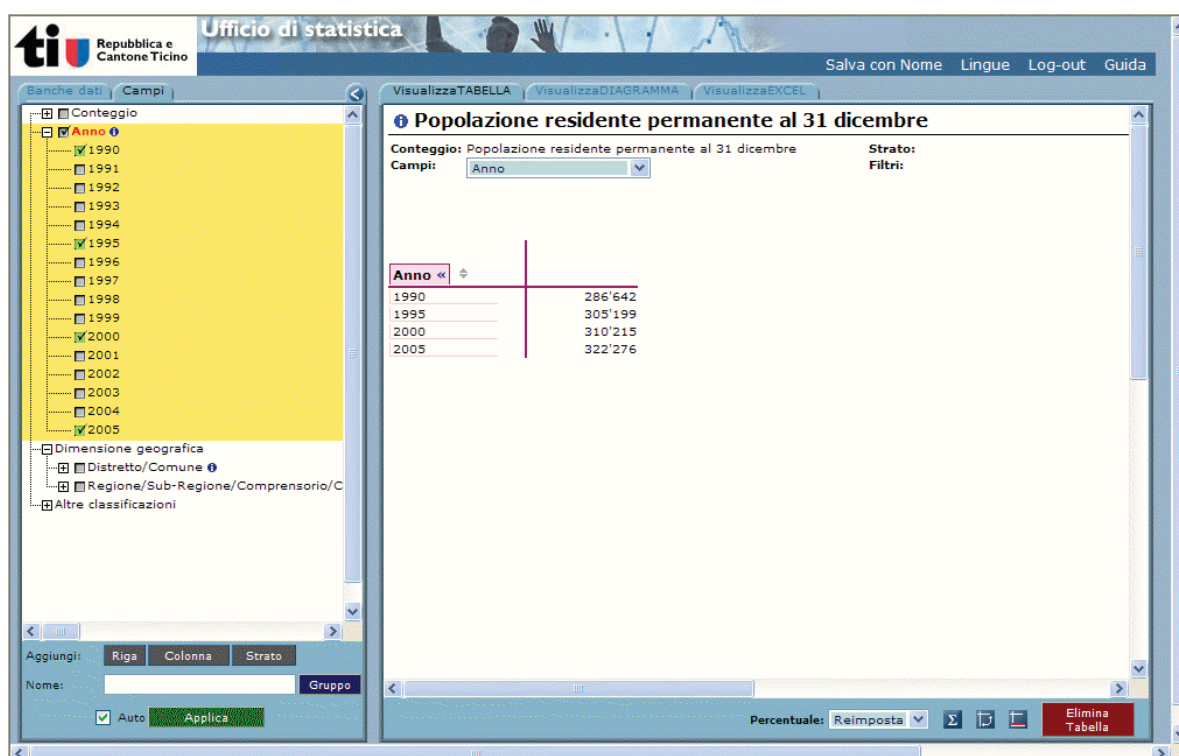 ti Repubblica e
Cantone Ticino
Ufficio di statistica
Salva con Nome Lingue Log-out Guida
Banche dati Campi
Conteggio
Anno
1990
1991
1992
1993
1994
1995
1996
1997
1998
1999
2000
2001
2002
2003
2004
2005
Dimensione geografica
Distretto/Comune
Regione/Sub-Regione/Comprensorio/C
Altre classificazioni
Aggiungi: Riga Colonna Strato
Nome: Gruppo
Auto Applica
VisualizzaTABELLA VisualizzaDIAGRAMMA VisualizzaEXCEL
Popolazione residente permanente al 31 dicembre
Conteggio: Popolazione residente permanente al 31 dicembre Strato:
Campi: Anno Filtri:
Anno «
1990 286'642
1995 305'199
2000 310'215
2005 322'276
Percentuale: Reimposta Σ Elimina
Tabella